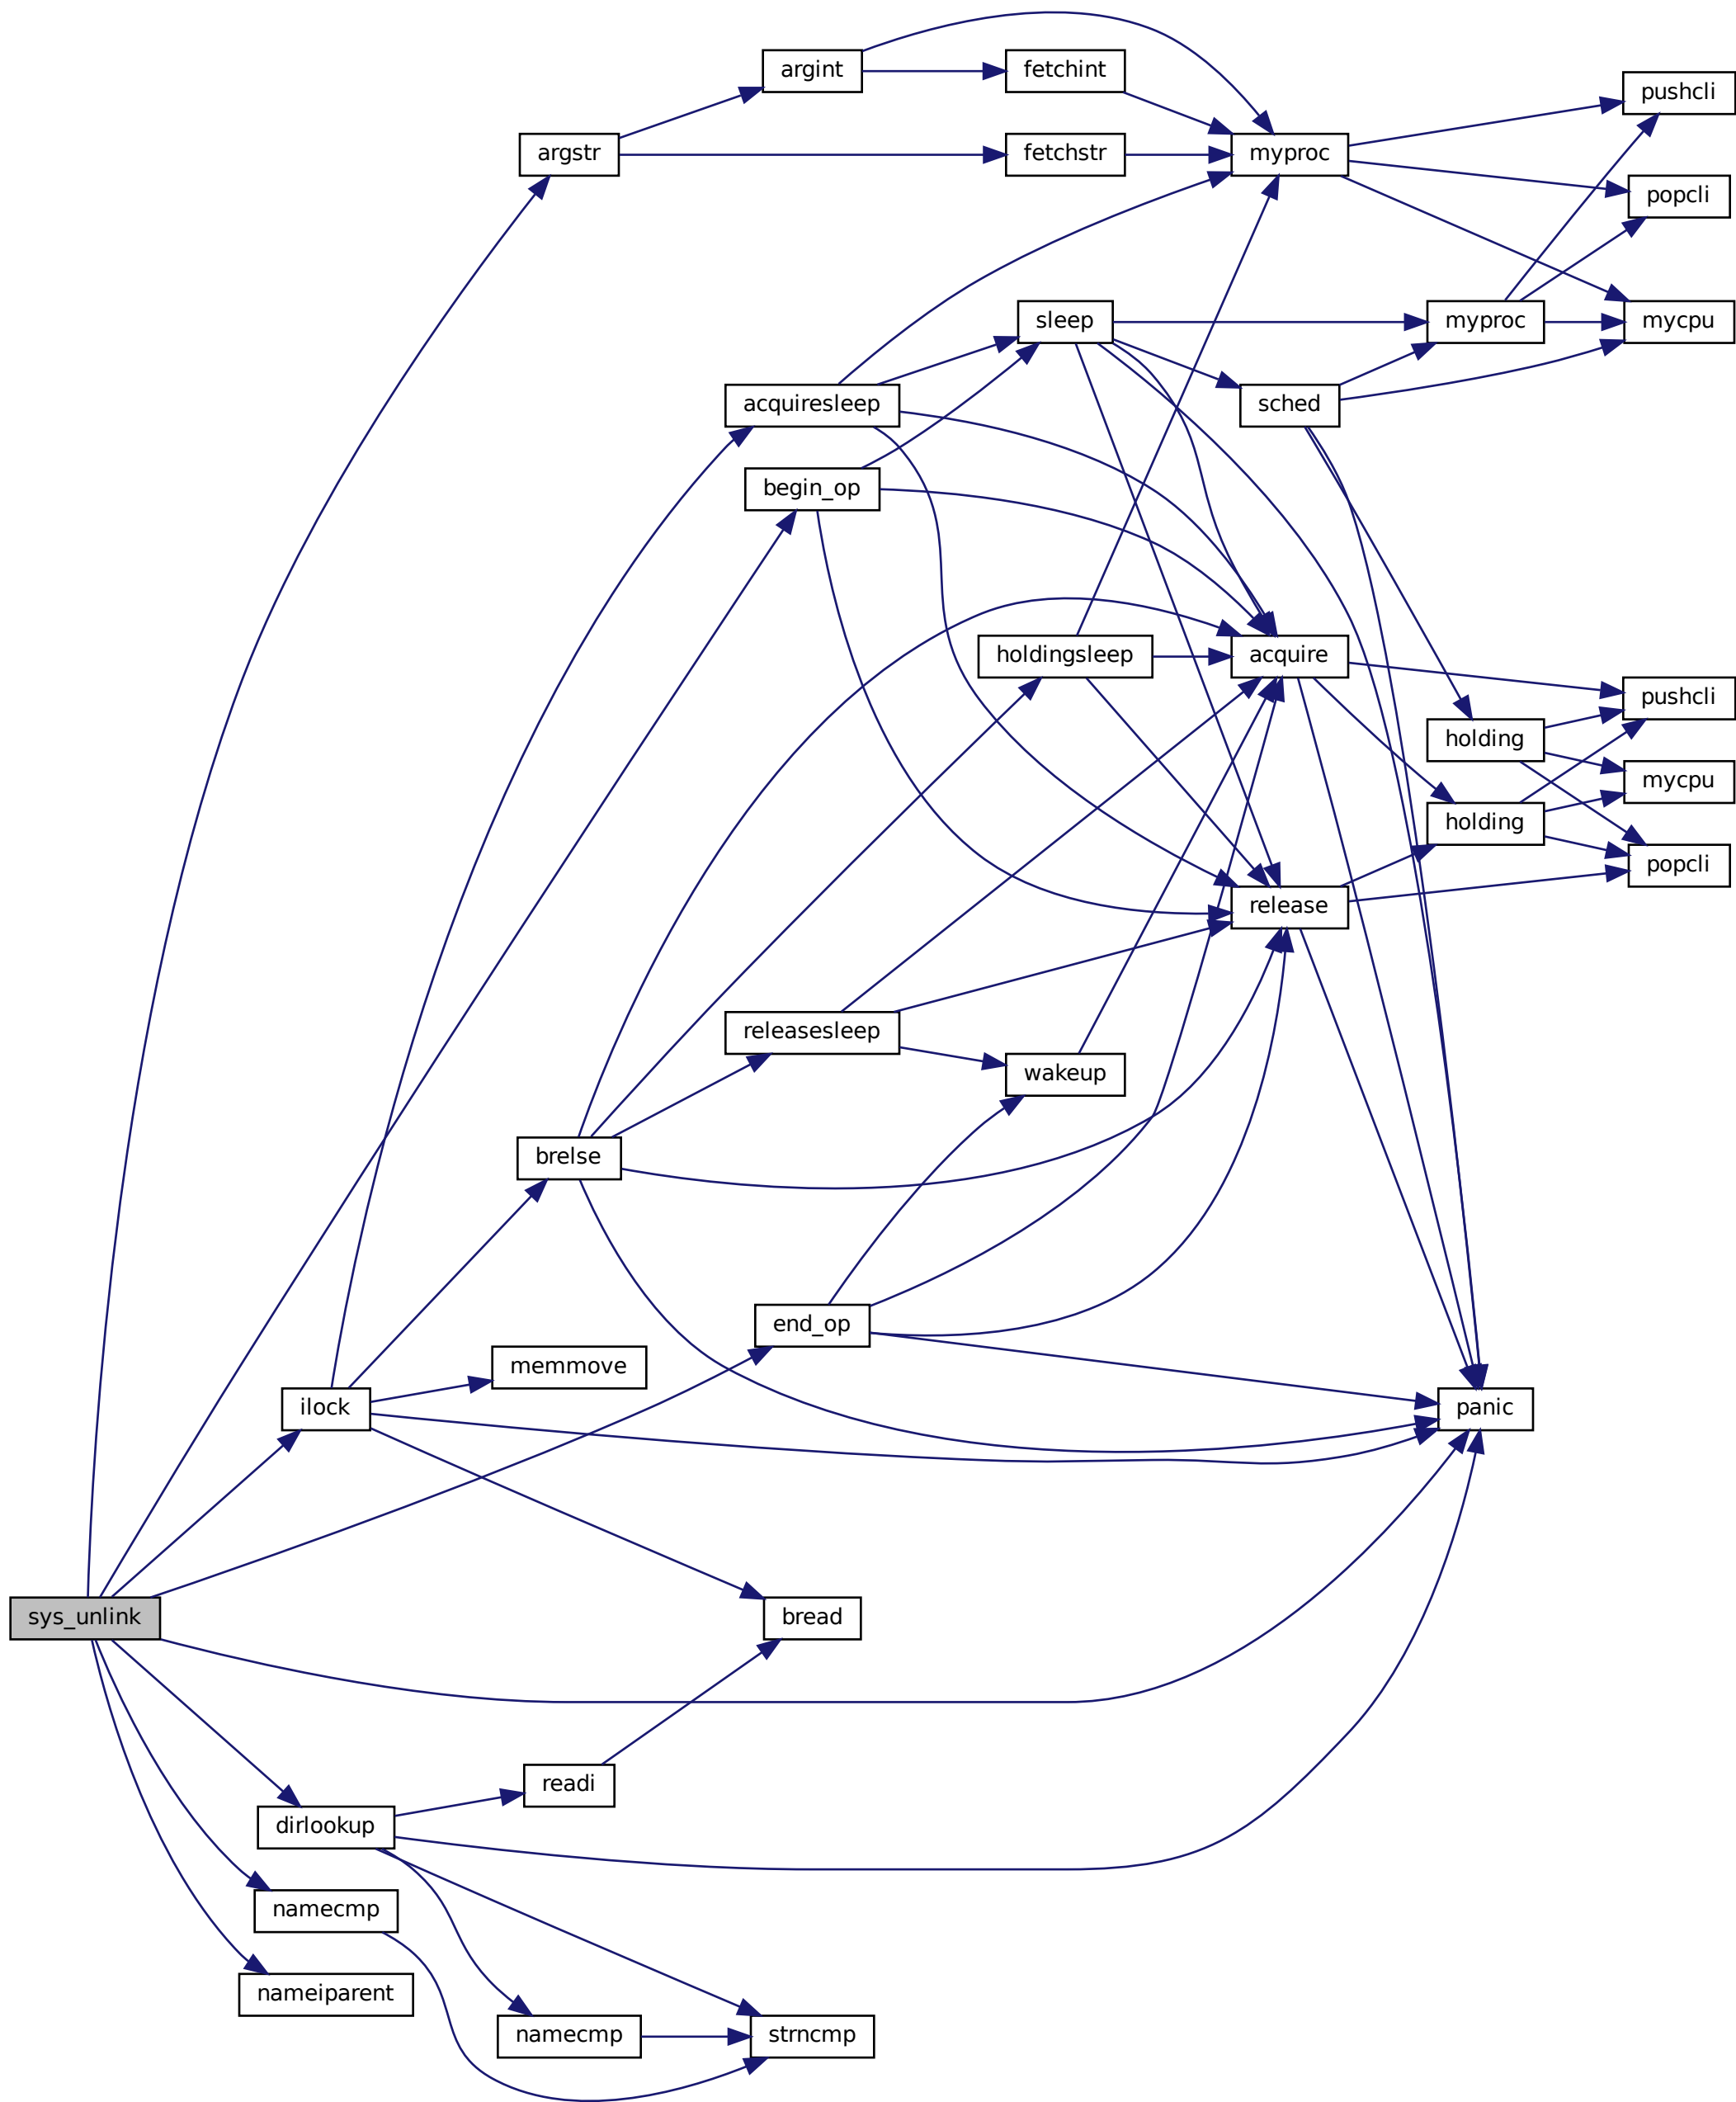 argint
fetchint
pushcli
argstr
fetchstr
myproc
popcli
sleep
myproc
mycpu
acquiresleep
sched
begin_op
holdingsleep
acquire
pushcli
holding
mycpu
holding
popcli
release
releasesleep
wakeup
brelse
end_op
memmove
ilock
panic
sys_unlink
bread
readi
dirlookup
namecmp
nameiparent
namecmp
strncmp